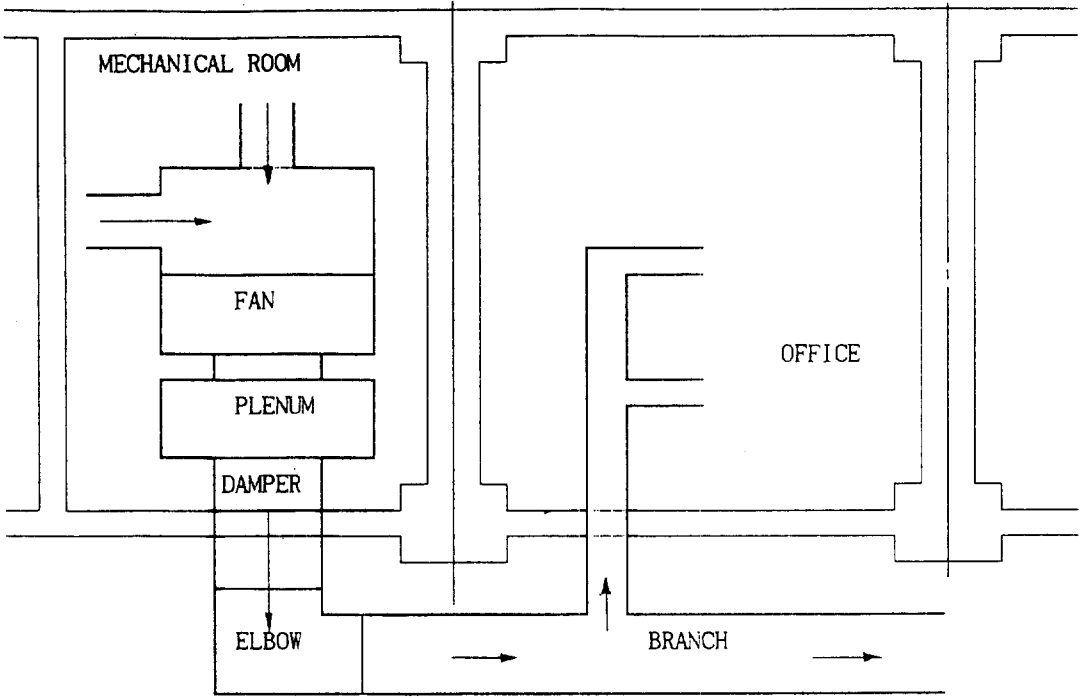 MECHANICAL ROOM
FAN
OFFICE
PLENUM
DAMPER
ELBOW
BRANCH